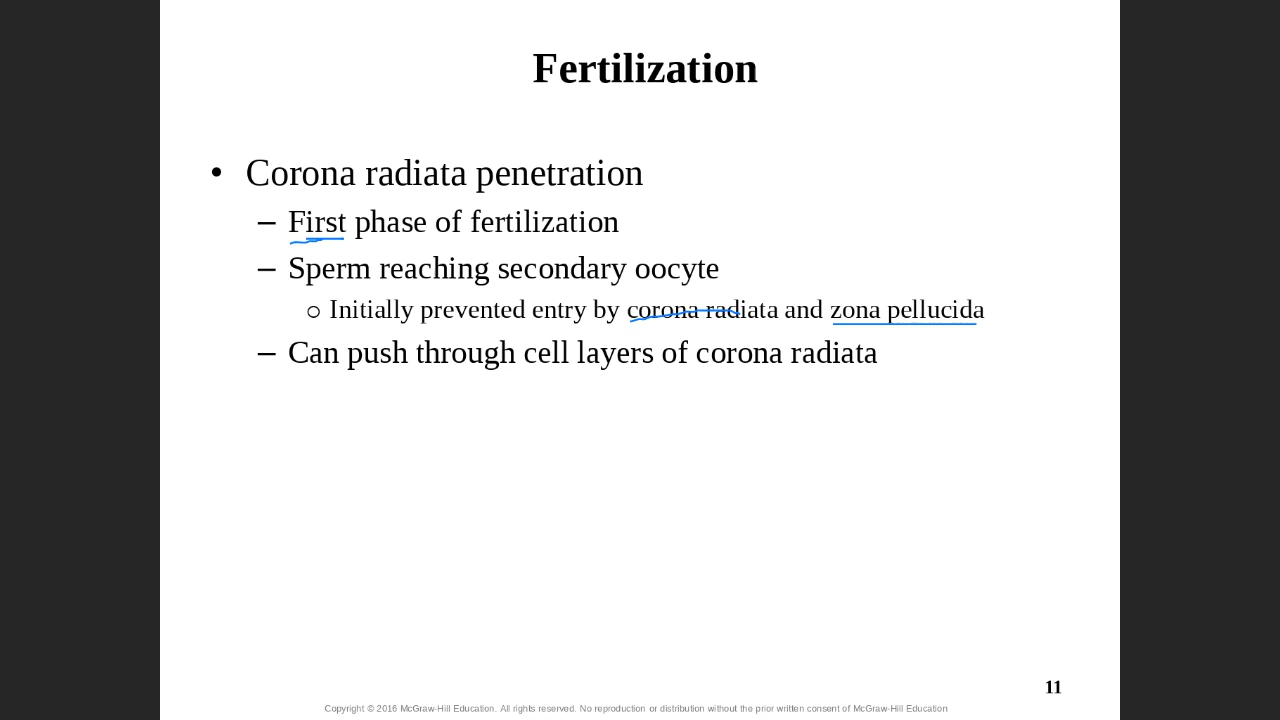 Fertilization
• Corona radiata penetration
– First phase of fertilization
– Sperm reaching secondary oocyte
o Initially prevented entry by corona radiata and zona pellucida
– Can push through cell layers of corona radiata
11
Copyright © 2016 McGraw-Hill Education. All rights reserved. No reproduction or distribution without the prior written consent of McGraw-Hill Education